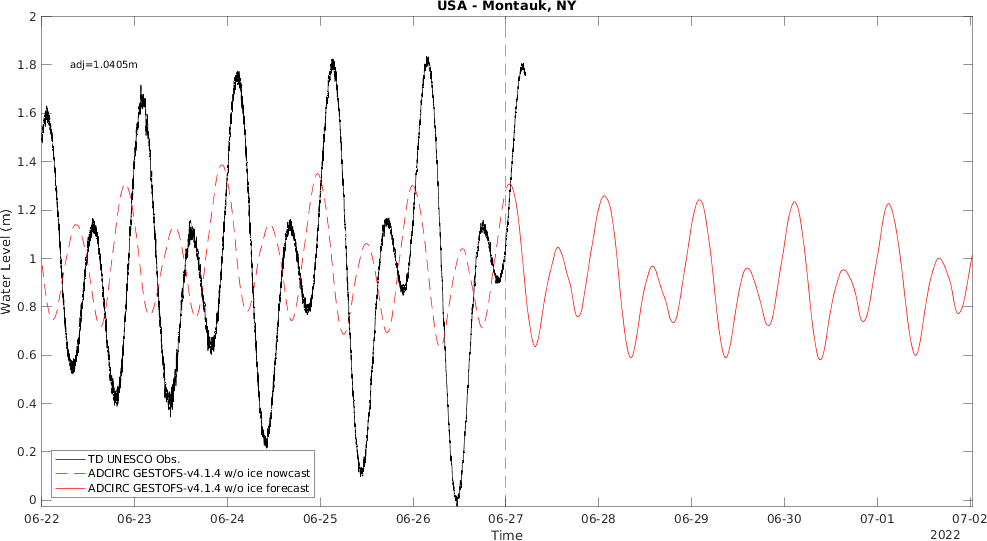 USA - Montauk, NY
adj=1.0405m
2
1.8
1.6
1.4
1.2
1
0.8
0.6
0.4
0.2
0
Water Level (m)
TD UNESCO Obs.
ADCIRC GESTOFS-v4.1.4 w/o ice nowcast
ADCIRC GESTOFS-v4.1.4 w/o ice forecast
06-22 06-23 06-24 06-25 06-26 06-27 06-28 06-29 06-30 07-01 07-02
Time
2022